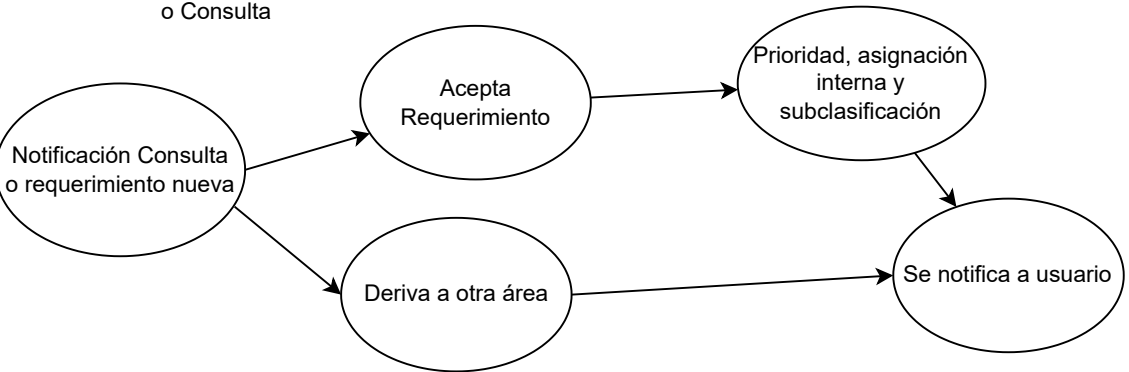 o Consulta
Notificación Consulta
o requerimiento nueva
Acepta
Requerimiento
Prioridad, asignación
interna y
subclasificación
Deriva a otra área
Se notifica a usuario